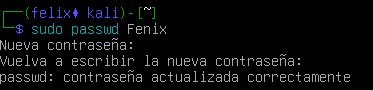 ┌──(felix♦ kali)-[~]
└─$ sudo passwd Fenix
Nueva contraseña:
Vuelva a escribir la nueva contraseña:
passwd: contraseña actualizada correctamente